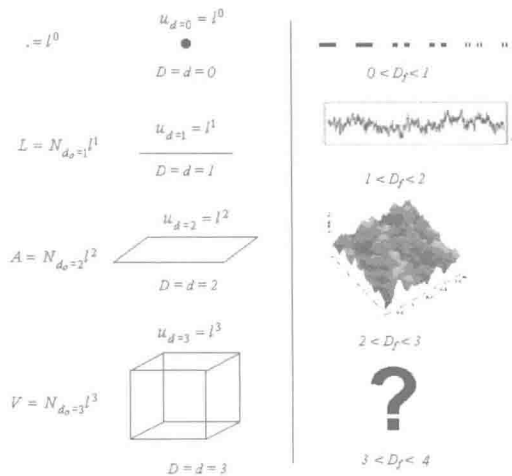 u_{d=0} = l^0
. = l^0
D = d = 0
0 < D_f < 1
u_{d=1} = l^1
L = N_{d_o=1} l^1
D = d = 1
1 < D_f < 2
u_{d=2} = l^2
A = N_{d_o=2} l^2
D = d = 2
2 < D_f < 3
u_{d=3} = l^3
V = N_{d_o=3} l^3
D = d = 3
?
3 < D_f < 4